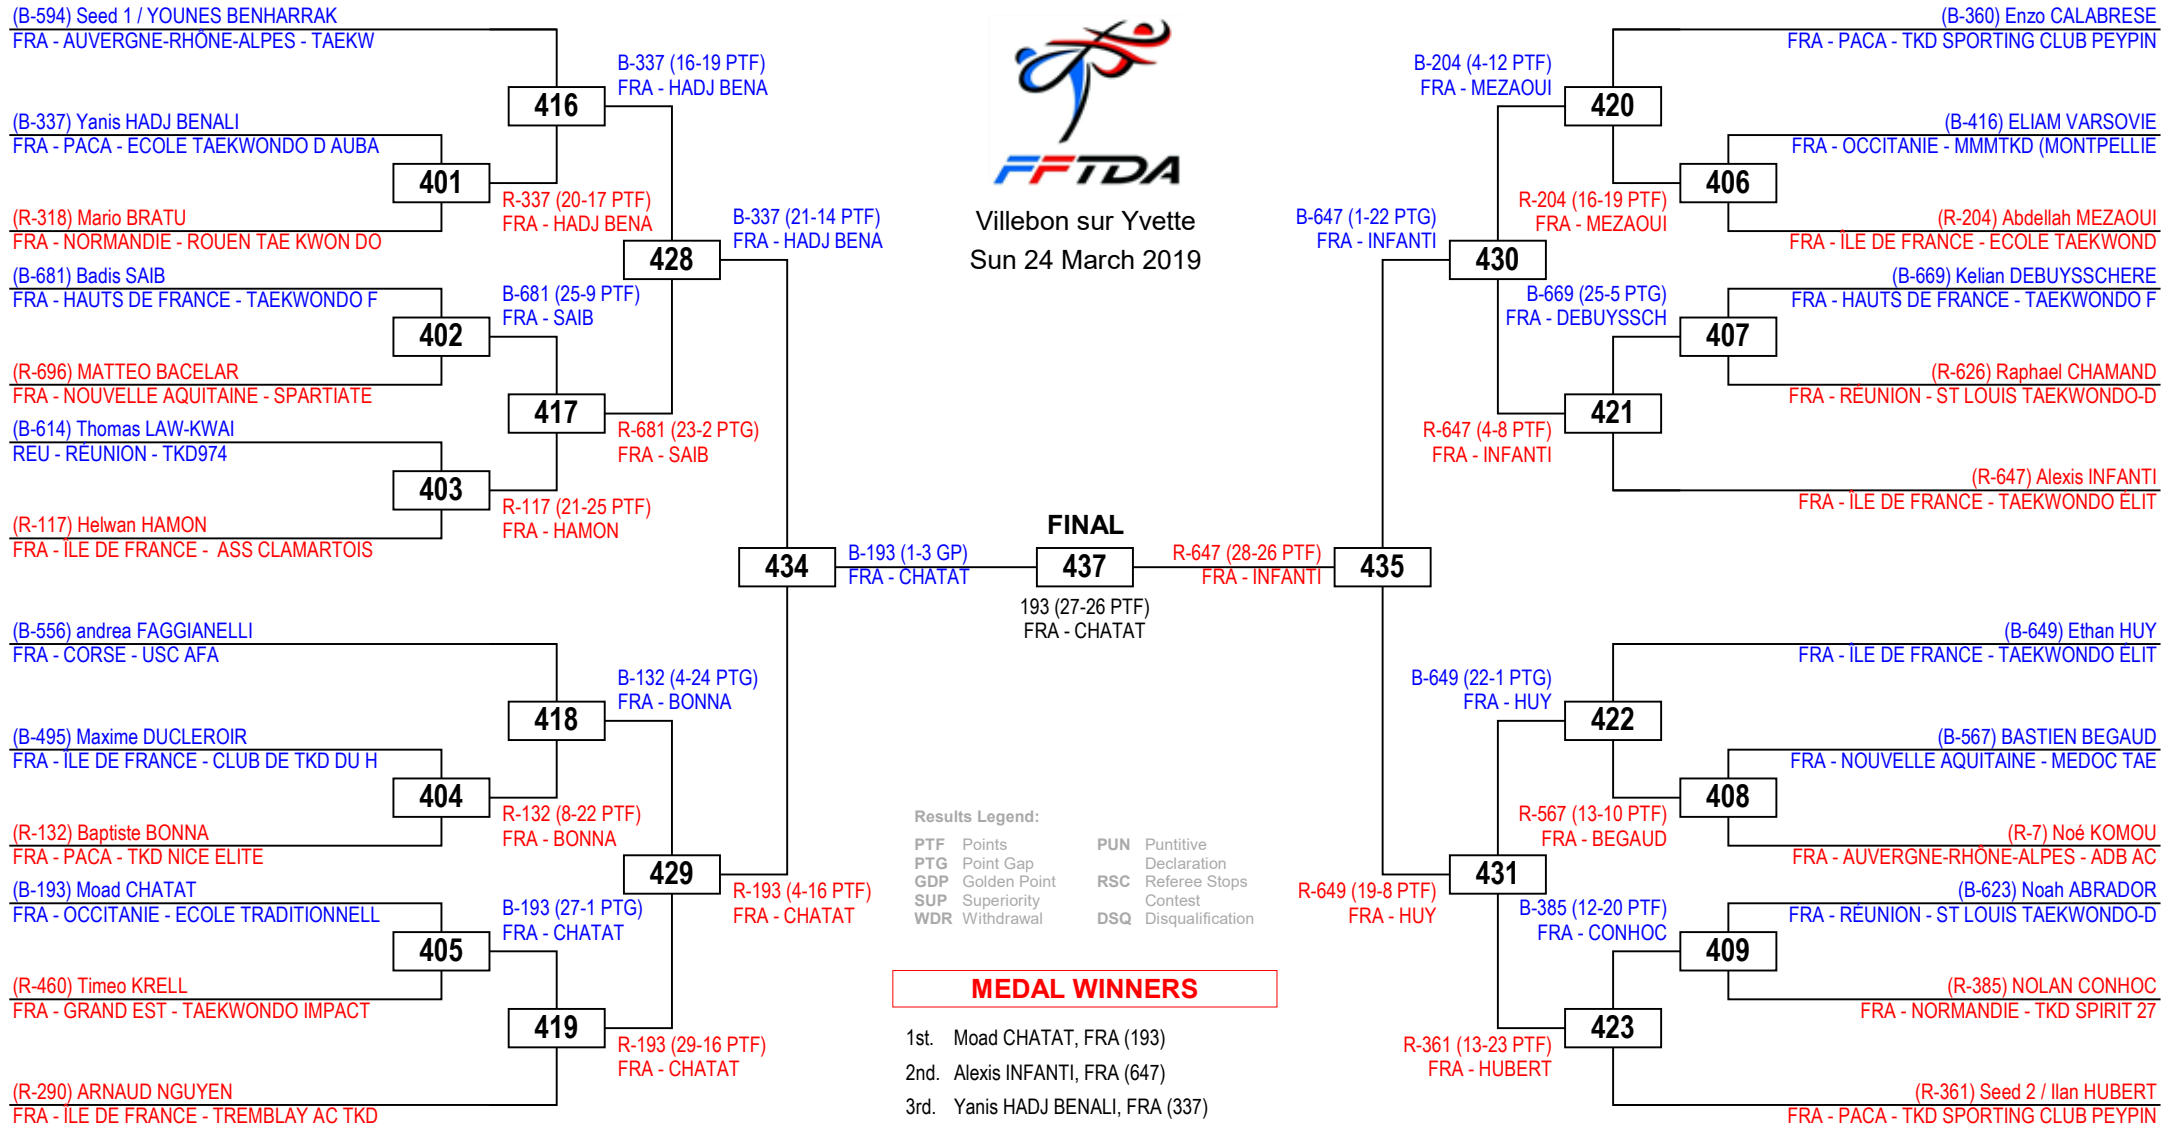 (B-594) Seed 1 / YOUNES BENHARRAK
FRA - AUVERGNE-RHÔNE-ALPES - TAEKW
(B-337) Yanis HADJ BENALI
FRA - PACA - ECOLE TAEKWONDO D AUBA
(R-318) Mario BRATU
FRA - NORMANDIE - ROUEN TAE KWON DO
(B-681) Badis SAIB
FRA - HAUTS DE FRANCE - TAEKWONDO F
(R-696) MATTEO BACELAR
FRA - NOUVELLE AQUITAINE - SPARTIATE
(B-614) Thomas LAW-KWAI
REU - RÉUNION - TKD974
(R-117) Helwan HAMON
FRA - ÎLE DE FRANCE - ASS CLAMARTOIS
(B-556) andrea FAGGIANELLI
FRA - CORSE - USC AFA
(B-495) Maxime DUCLEROIR
FRA - ÎLE DE FRANCE - CLUB DE TKD DU H
(R-132) Baptiste BONNA
FRA - PACA - TKD NICE ELITE
(B-193) Moad CHATAT
FRA - OCCITANIE - ECOLE TRADITIONNELL
(R-460) Timeo KRELL
FRA - GRAND EST - TAEKWONDO IMPACT
(R-290) ARNAUD NGUYEN
FRA - ÎLE DE FRANCE - TREMBLAY AC TKD
401
402
403
404
405
R-337 (20-17 PTF)
FRA - HADJ BENA
B-681 (25-9 PTF)
FRA - SAIB
R-117 (21-25 PTF)
FRA - HAMON
R-132 (8-22 PTF)
FRA - BONNA
B-193 (27-1 PTG)
FRA - CHATAT
416
417
418
419
B-337 (16-19 PTF)
FRA - HADJ BENA
R-681 (23-2 PTG)
FRA - SAIB
B-132 (4-24 PTG)
FRA - BONNA
R-193 (29-16 PTF)
FRA - CHATAT
428
429
B-337 (21-14 PTF)
FRA - HADJ BENA
R-193 (4-16 PTF)
FRA - CHATAT
434
B-193 (1-3 GP)
FRA - CHATAT
FFTDA
Villebon sur Yvette
Sun 24 March 2019
FINAL
437
193 (27-26 PTF)
FRA - CHATAT
Results Legend:
PTF Points
PTG Point Gap
GDP Golden Point
SUP Superiority
WDR Withdrawal
PUN Puntitive
Declaration
RSC Referee Stops
Contest
DSQ Disqualification
MEDAL WINNERS
1st. Moad CHATAT, FRA (193)
2nd. Alexis INFANTI, FRA (647)
3rd. Yanis HADJ BENALI, FRA (337)
R-647 (28-26 PTF)
FRA - INFANTI
435
B-647 (1-22 PTG)
FRA - INFANTI
R-649 (19-8 PTF)
FRA - HUY
430
431
B-204 (4-12 PTF)
FRA - MEZAOUI
R-647 (4-8 PTF)
FRA - INFANTI
B-649 (22-1 PTG)
FRA - HUY
R-361 (13-23 PTF)
FRA - HUBERT
420
421
422
423
R-204 (16-19 PTF)
FRA - MEZAOUI
B-669 (25-5 PTG)
FRA - DEBUYSSCH
R-567 (13-10 PTF)
FRA - BEGAUD
B-385 (12-20 PTF)
FRA - CONHOC
406
407
408
409
(B-360) Enzo CALABRESE
FRA - PACA - TKD SPORTING CLUB PEYPIN
(B-416) ELIAM VARSOVIE
FRA - OCCITANIE - MMMTKD (MONTPELLIE
(R-204) Abdellah MEZAOUI
FRA - ÎLE DE FRANCE - ECOLE TAEKWOND
(B-669) Kelian DEBUYSSCHERE
FRA - HAUTS DE FRANCE - TAEKWONDO F
(R-626) Raphael CHAMAND
FRA - RÉUNION - ST LOUIS TAEKWONDO-D
(R-647) Alexis INFANTI
FRA - ÎLE DE FRANCE - TAEKWONDO ÉLIT
(B-649) Ethan HUY
FRA - ÎLE DE FRANCE - TAEKWONDO ÉLIT
(B-567) BASTIEN BEGAUD
FRA - NOUVELLE AQUITAINE - MEDOC TAE
(R-7) Noé KOMOU
FRA - AUVERGNE-RHÔNE-ALPES - ADB AC
(B-623) Noah ABRADOR
FRA - RÉUNION - ST LOUIS TAEKWONDO-D
(R-385) NOLAN CONHOC
FRA - NORMANDIE - TKD SPIRIT 27
(R-361) Seed 2 / Ilan HUBERT
FRA - PACA - TKD SPORTING CLUB PEYPIN